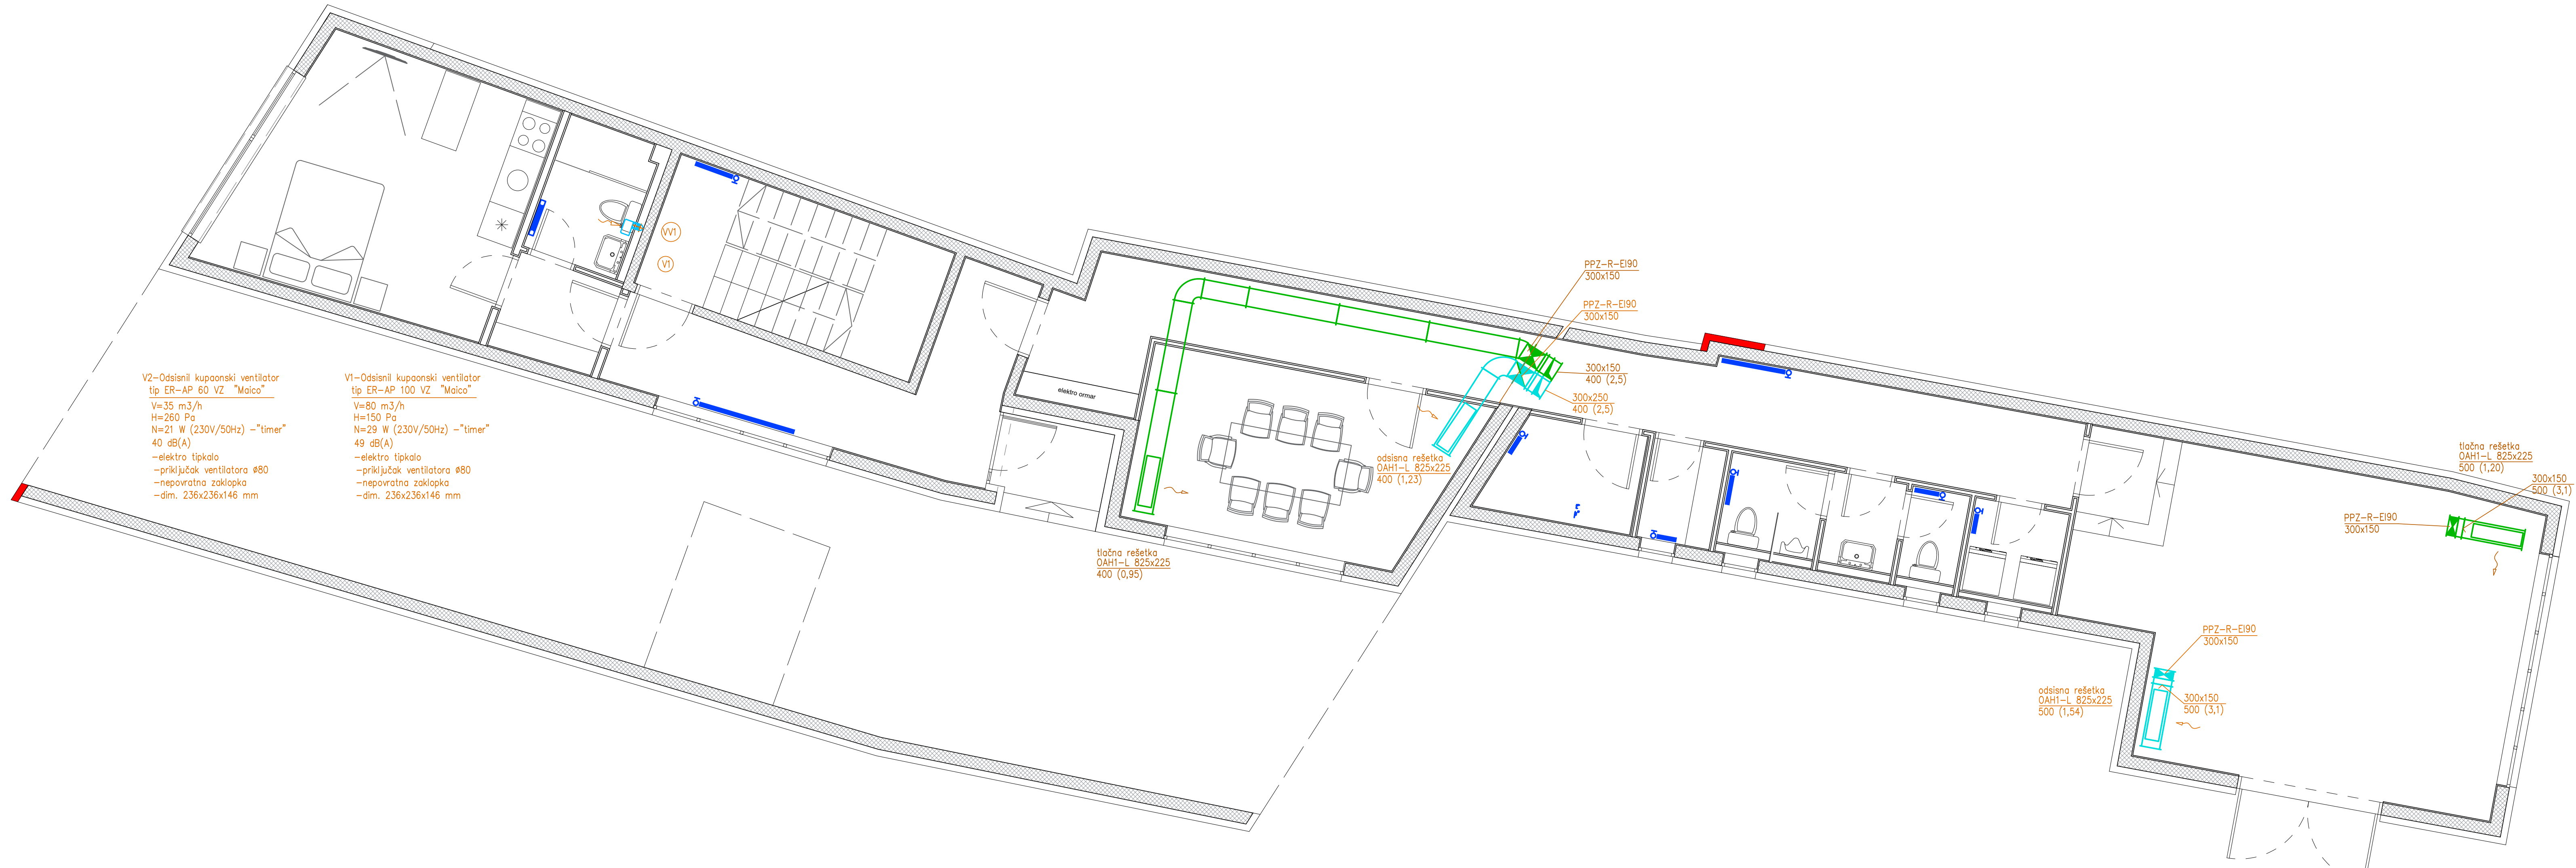 V2-Odsisnil kupaonski ventilator
tip ER-AP 60 VZ "Maico"
V=35 m3/h
H=260 Pa
N=21 W (230V/50Hz) -"timer"
40 dB(A)
-elektro tipkalo
-priključak ventilatora ø80
-nepovratna zaklopka
-dim. 236x236x146 mm
V1-Odsisnil kupaonski ventilator
tip ER-AP 100 VZ "Maico"
V=80 m3/h
H=150 Pa
N=29 W (230V/50Hz) -"timer"
49 dB(A)
-elektro tipkalo
-priključak ventilatora ø80
-nepovratna zaklopka
-dim. 236x236x146 mm
VV1
V1
elektro ormar
tlačna rešetka
OAH1-L 825x225
400 (0,95)
PPZ-R-EI90
300x150
PPZ-R-EI90
300x150
300x150
400 (2,5)
300x250
400 (2,5)
odsisna rešetka
OAH1-L 825x225
400 (1,23)
tlačna rešetka
OAH1-L 825x225
500 (1,20)
300x150
500 (3,1)
PPZ-R-EI90
300x150
PPZ-R-EI90
300x150
odsisna rešetka
OAH1-L 825x225
500 (1,54)
300x150
500 (3,1)